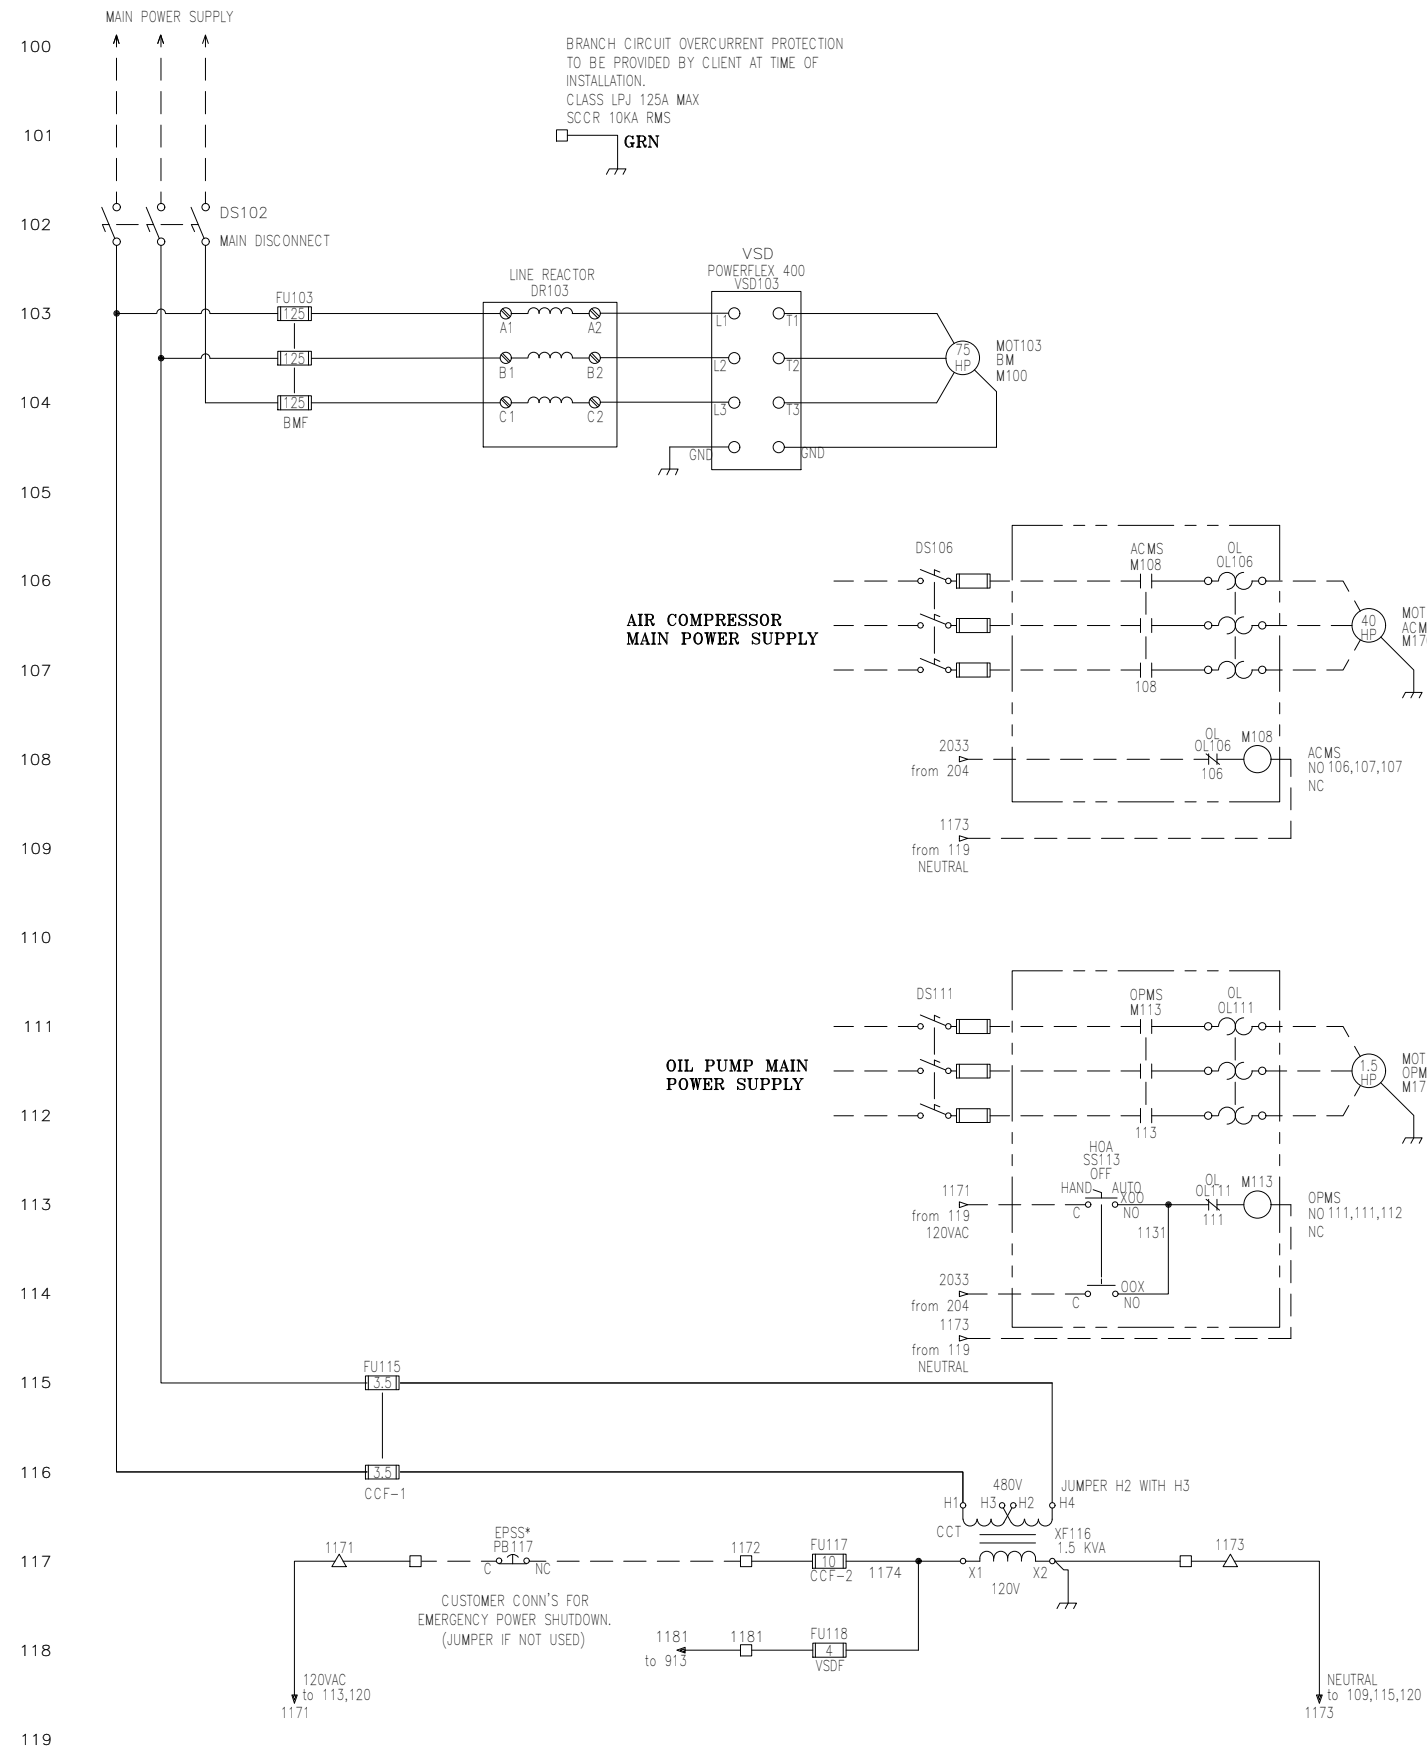 MAIN POWER SUPPLY
100
BRANCH CIRCUIT OVERCURRENT PROTECTION
TO BE PROVIDED BY CLIENT AT TIME OF
INSTALLATION.
CLASS LPJ 125A MAX
SCCR 10KA RMS
101
GRN
102
DS102
MAIN DISCONNECT
VSD
POWERFLEX 400
VSD103
LINE REACTOR
DR103
FU103
103
125
A1
A2
L1
T1
125
B1
B2
L2
T2
75
HP
MOT103
BM
M100
104
125
BMF
C1
C2
L3
T3
GND
GND
105
DS106
ACMS
M108
OL
OL106
106
AIR COMPRESSOR
MAIN POWER SUPPLY
40
HP
MOT
ACM
M17
107
108
108
2033
from 204
OL
OL106
106
M108
ACMS
NO 106,107,107
NC
109
1173
from 119
NEUTRAL
110
DS111
OPMS
M113
OL
OL111
111
OIL PUMP MAIN
POWER SUPPLY
1.5
HP
MOT
OPM
M17
112
113
HOA
SS113
OFF
HAND
AUTO
113
1171
from 119
120VAC
C
XOO
NO
1131
OL
OL111
111
M113
OPMS
NO 111,111,112
NC
114
2033
from 204
C
OOX
NO
1173
from 119
NEUTRAL
115
FU115
3.5
116
3.5
CCF-1
480V
JUMPER H2 WITH H3
H1
H3
H2
H4
CCT
XF116
1.5 KVA
117
1171
EPSS*
PB117
C
NC
1172
FU117
10
CCF-2
1174
X1
X2
120V
1173
CUSTOMER CONN'S FOR
EMERGENCY POWER SHUTDOWN.
(JUMPER IF NOT USED)
118
1181
to 913
1181
FU118
4
VSDF
120VAC
to 113,120
1171
NEUTRAL
to 109,115,120
1173
119